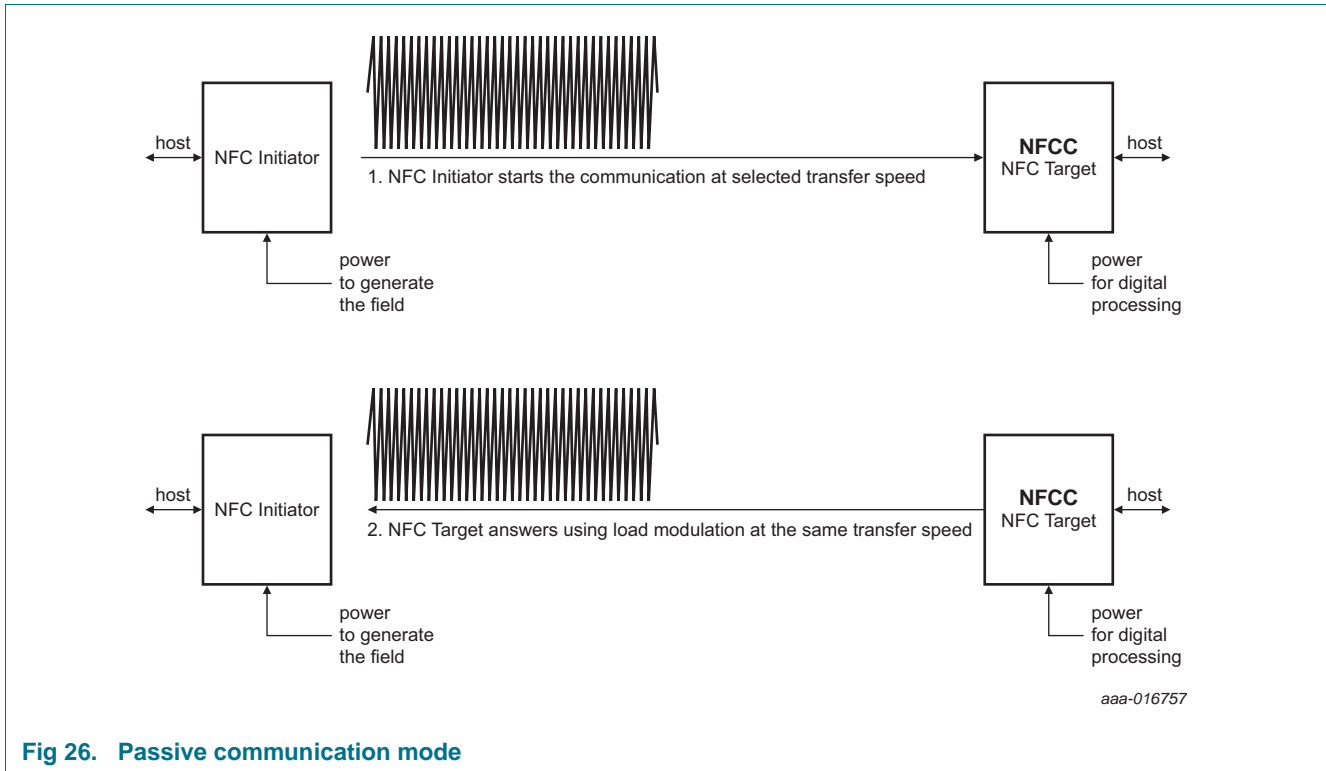 host
NFC Initiator
1. NFC Initiator starts the communication at selected transfer speed
NFCC
NFC Target
host
power
to generate
the field
power
for digital
processing
host
NFC Initiator
2. NFC Target answers using load modulation at the same transfer speed
NFCC
NFC Target
host
power
to generate
the field
power
for digital
processing
aaa-016757
Fig 26. Passive communication mode